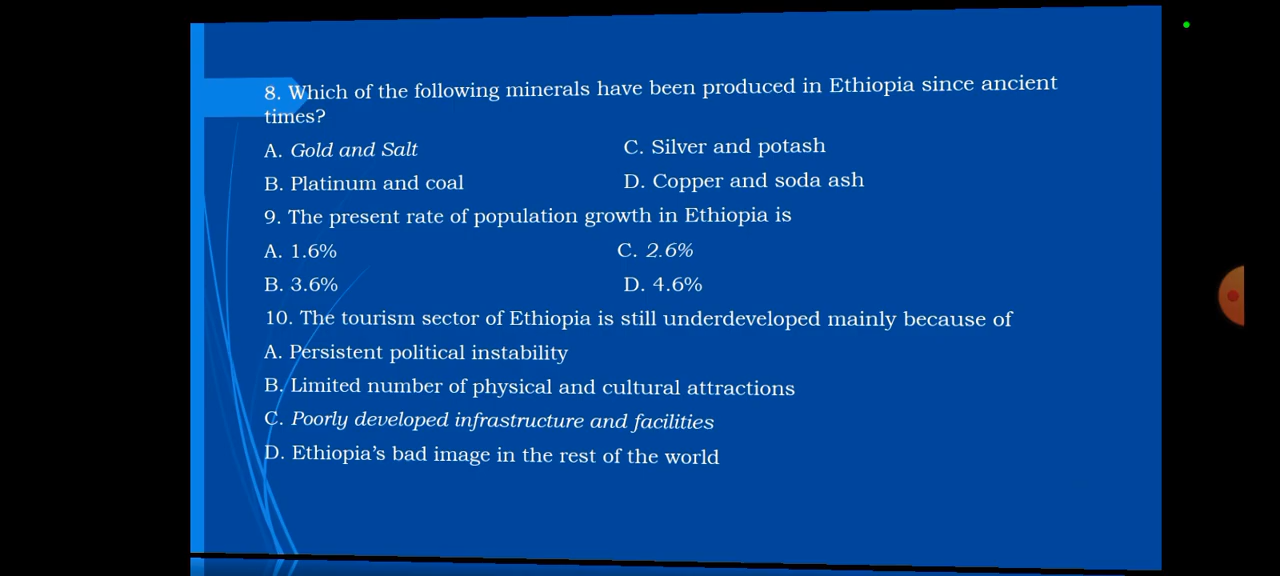 8. Which of the following minerals have been produced in Ethiopia since ancient
times?
A. Gold and Salt C. Silver and potash
B. Platinum and coal D. Copper and soda ash
9. The present rate of population growth in Ethiopia is
A. 1.6% C. 2.6%
B. 3.6% D. 4.6%
10. The tourism sector of Ethiopia is still underdeveloped mainly because of
A. Persistent political instability
B. Limited number of physical and cultural attractions
C. Poorly developed infrastructure and facilities
D. Ethiopia’s bad image in the rest of the world